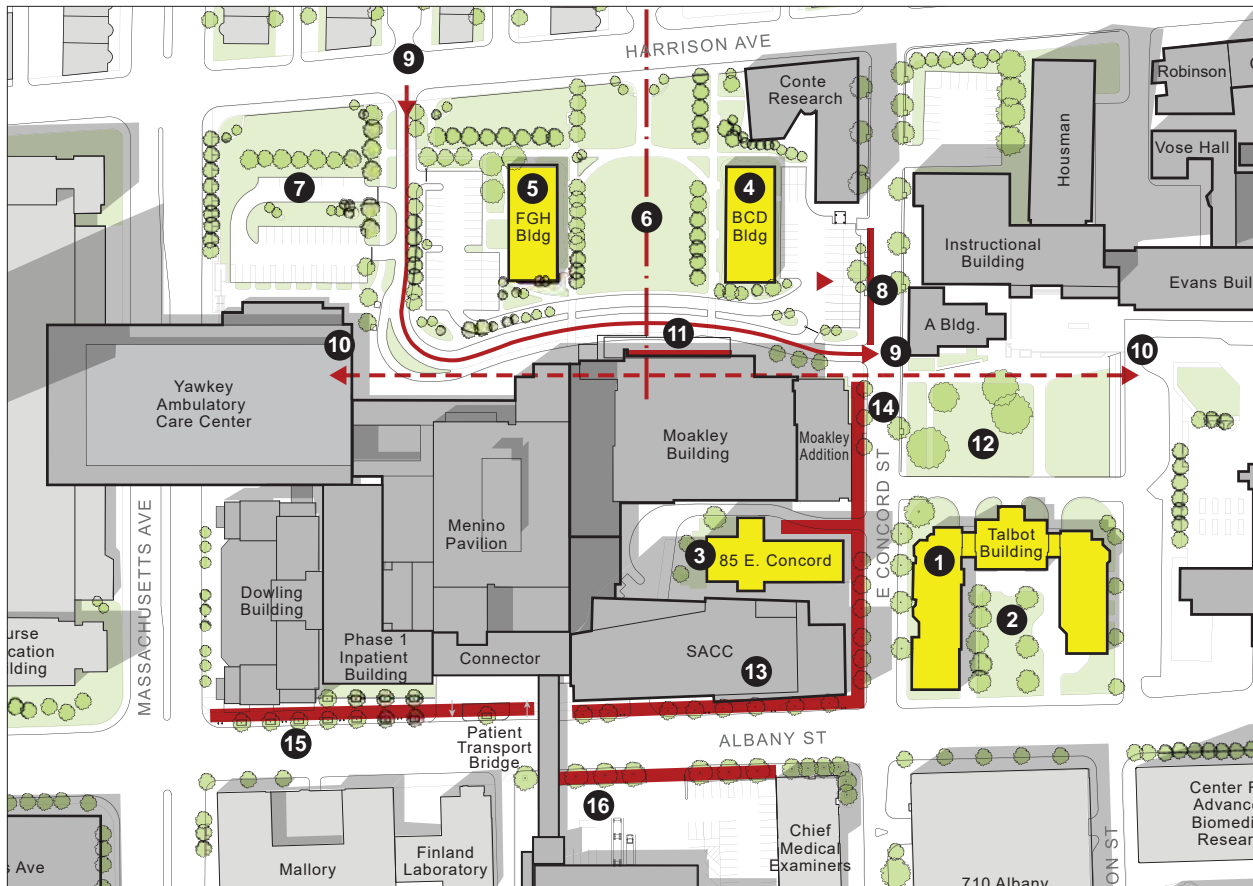 HARRISON AVE
9
Conte
Research
Robinson
Housman
Vose Hall
7
5
FGH
Bldg
4
BCD
Bldg
6
Instructional
Building
8
Evans Buil
A Bldg.
11
10
9
10
Yawkey
Ambulatory
Care Center
14
Moakley
Building
Moakley
Addition
12
MASSACHUSETTS AVE
E CONCORD ST
Menino
Pavilion
Talbot
Building
3
85 E. Concord
1
Dowling
Building
2
urse
cation
ilding
Phase 1
Inpatient
Building
Connector
SACC
13
15
Patient
Transport
Bridge
ALBANY ST
16
Center F
Advance
Biomedi
Resear
Chief
Medical
Examiners
Mallory
Finland
Laboratory
s Ave
710 Albany
ON ST